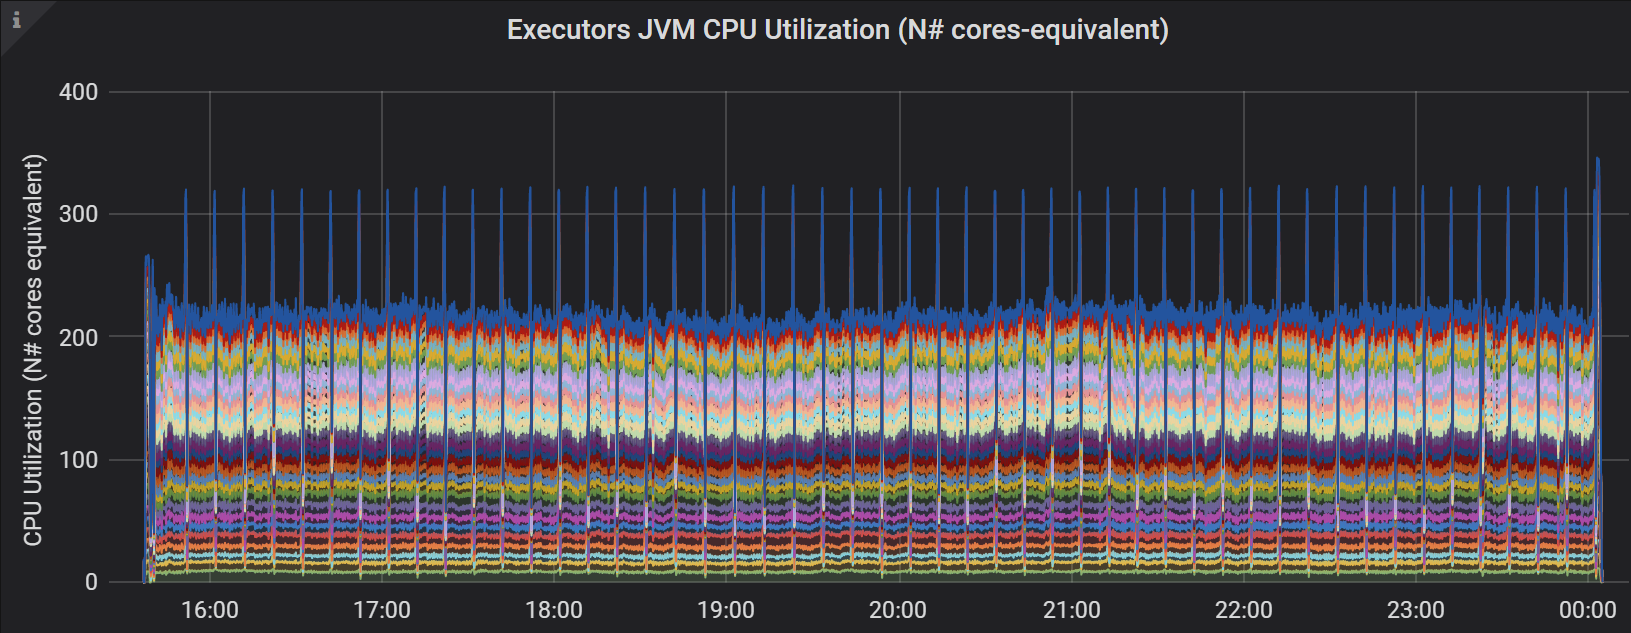 i
Executors JVM CPU Utilization (N# cores-equivalent)
CPU Utilization (N# cores equivalent)
400
300
200
100
0
16:00 17:00 18:00 19:00 20:00 21:00 22:00 23:00 00:00